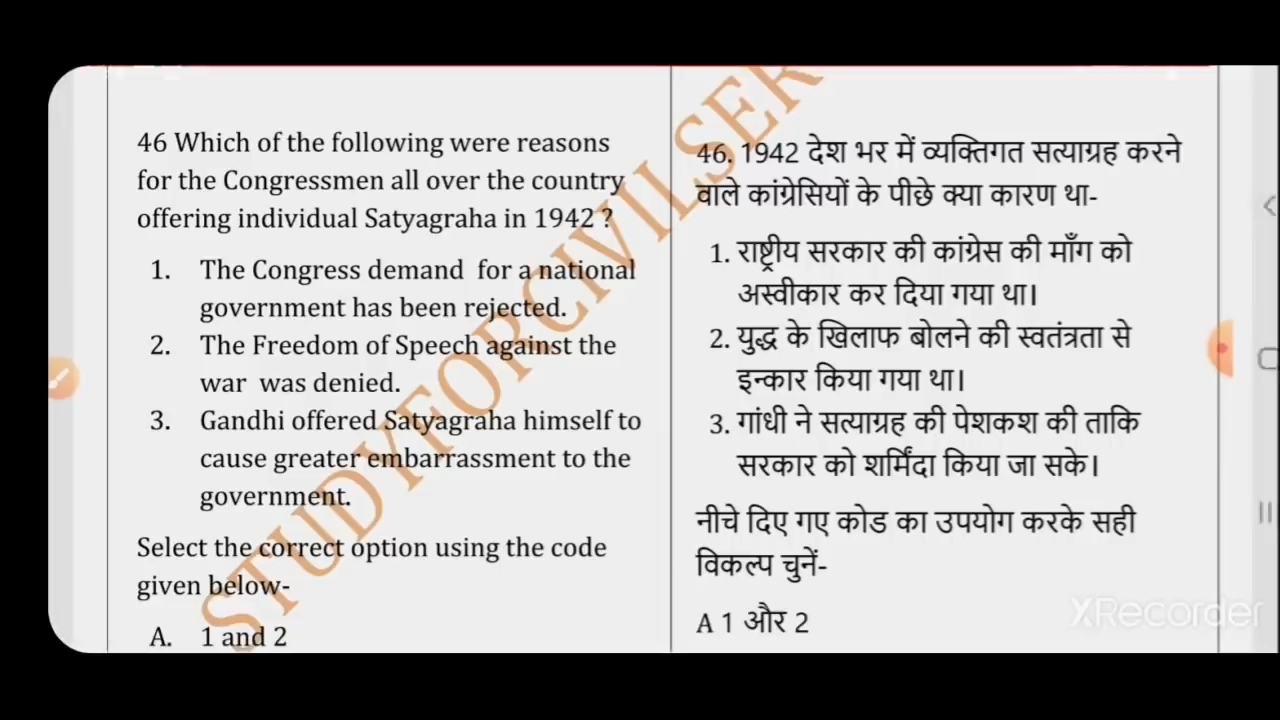 46 Which of the following were reasons
for the Congressmen all over the country
offering individual Satyagraha in 1942 ?
1. The Congress demand for a national
government has been rejected.
2. The Freedom of Speech against the
war was denied.
3. Gandhi offered Satyagraha himself to
cause greater embarrassment to the
government.
Select the correct option using the code
given below-
A. 1 and 2
46. 1942 देश भर में व्यक्तिगत सत्याग्रह करने
वाले कांग्रेसियों के पीछे क्या कारण था-
1. राष्ट्रीय सरकार की कांग्रेस की माँग को
अस्वीकार कर दिया गया था।
2. युद्ध के खिलाफ बोलने की स्वतंत्रता से
इन्कार किया गया था।
3. गांधी ने सत्याग्रह की पेशकश की ताकि
सरकार को शर्मिंदा किया जा सके।
नीचे दिए गए कोड का उपयोग करके सही
विकल्प चुनें-
A 1 और 2
STUDYFORCIVILSER
XRecorder